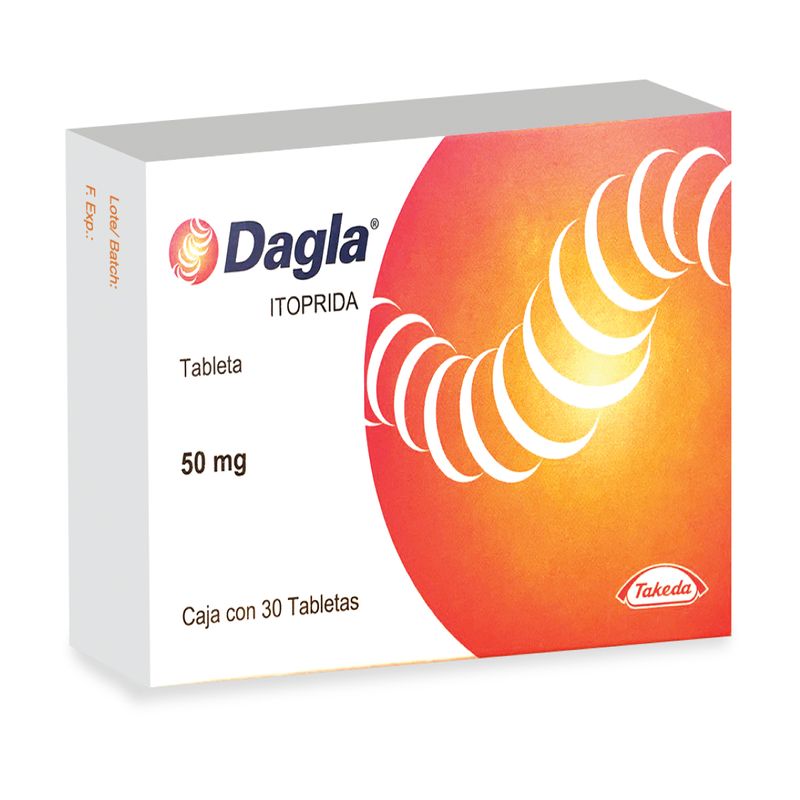 Lote/ Batch:
F. Exp.:
Dagla®
ITOPRIDA
Tableta
50 mg
Caja con 30 Tabletas
Takeda